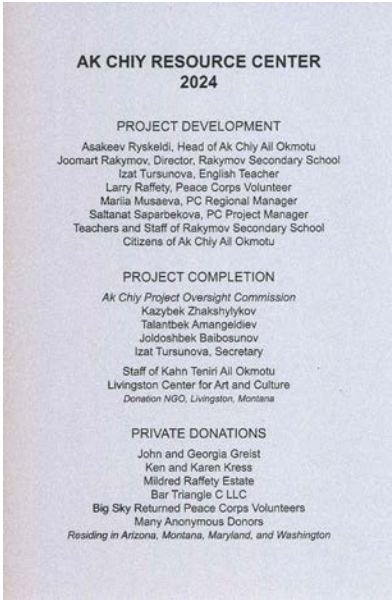 AK CHIY RESOURCE CENTER
2024
PROJECT DEVELOPMENT
Asakeev Ryskeldi, Head of Ak Chiy Ail Okmotu
Joomart Rakymov, Director, Rakymov Secondary School
Izat Tursunova, English Teacher
Larry Raffety, Peace Corps Volunteer
Mariia Musaeva, PC Regional Manager
Saltanat Saparbekova, PC Project Manager
Teachers and Staff of Rakymov Secondary School
Citizens of Ak Chiy Ail Okmotu
PROJECT COMPLETION
Ak Chiy Project Oversight Commission
Kazybek Zhakshylykov
Talantbek Amangeldiev
Joldoshbek Baibosunov
Izat Tursunova, Secretary
Staff of Kahn Teniri Ail Okmotu
Livingston Center for Art and Culture
Donation NGO, Livingston, Montana
PRIVATE DONATIONS
John and Georgia Greist
Ken and Karen Kress
Mildred Raffety Estate
Bar Triangle C LLC
Big Sky Returned Peace Corps Volunteers
Many Anonymous Donors
Residing in Arizona, Montana, Maryland, and Washington